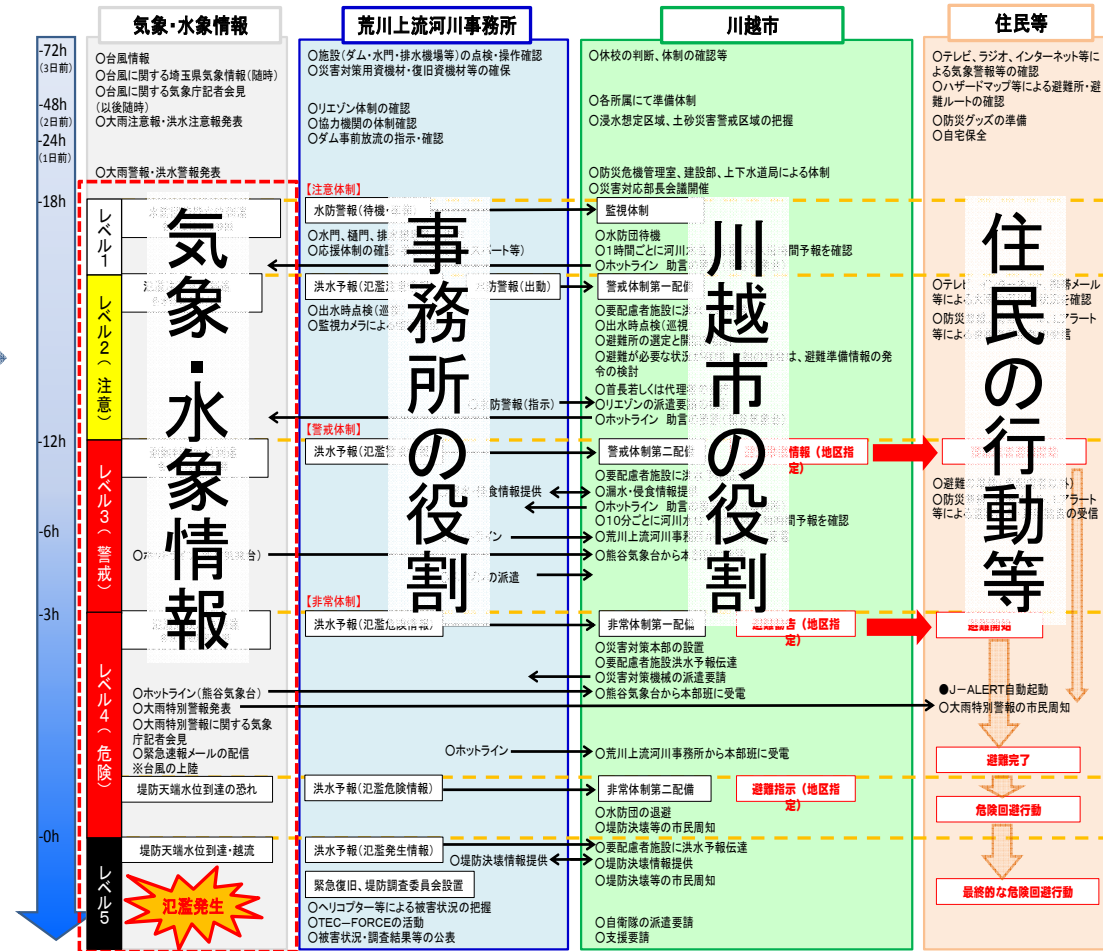 気象・水象情報
荒川上流河川事務所
川越市
住民等
-72h
(3日前)
-48h
(2日前)
-24h
(1日前)
-18h
-12h
-6h
-3h
-0h
○台風情報
○台風に関する埼玉県気象情報(随時)
○台風に関する気象庁記者会見
(以後随時)
○大雨注意報・洪水注意報発表
○大雨警報・洪水警報発表
レベル1
レベル2(注意)
レベル3(警戒)
レベル4(危険)
レベル5
気象・水象情報
○ホットライン(熊谷気象台)
○大雨特別警報発表
○大雨特別警報に関する気象
庁記者会見
○緊急速報メールの配信
※台風の上陸
堤防天端水位到達の恐れ
堤防天端水位到達・越流
氾濫発生
○施設(ダム・水門・排水機場等)の点検・操作確認
○災害対策用資機材・復旧資機材等の確保
○リエゾン体制の確認
○協力機関の体制確認
○ダム事前放流の指示・確認
【注意体制】
水防警報(待機・
○水門、樋門、排
○応援体制の確認
ート等)
洪水予報(氾濫
防警報(出動)
○出水時点検(巡
○監視カメラによ
防警報(指示)
【警戒体制】
洪水予報(氾濫
食情報提供
の派遣
【非常体制】
洪水予報(氾濫危険情報)
○ホットライン
洪水予報(氾濫危険情報)
洪水予報(氾濫発生情報)
○堤防決壊情報提供
緊急復旧、堤防調査委員会設置
○ヘリコプター等による被害状況の把握
○TEC-FORCEの活動
○被害状況・調査結果等の公表
事務所の役割
○休校の判断、体制の確認等
○各所属にて準備体制
○浸水想定区域、土砂災害警戒区域の把握
○防災危機管理室、建設部、上下水道局による体制
○災害対応部長会議開催
監視体制
○水防団待機
○1時間ごとに河川水
間予報を確認
○ホットライン 助言
警戒体制第一配備
○要配慮者施設に洪
○出水時点検(巡視
○避難所の選定と開
○避難が必要な状況
は、避難準備情報の発
令の検討
○首長若しくは代理
○リエゾンの派遣要
○ホットライン 助言
警戒体制第二配備
情報(地区指
定)
○要配慮者施設に洪
○漏水・侵食情報提
○ホットライン 助言
○10分ごとに河川水
間予報を確認
○荒川上流河川事務
○熊谷気象台から本
非常体制第一配備
避難勧告(地区指
定)
○災害対策本部の設置
○要配慮者施設洪水予報伝達
○災害対策機械の派遣要請
○熊谷気象台から本部班に受電
○荒川上流河川事務所から本部班に受電
非常体制第二配備
避難指示(地区指
定)
○水防団の退避
○堤防決壊等の市民周知
○要配慮者施設に洪水予報伝達
○堤防決壊情報提供
○堤防決壊等の市民周知
○自衛隊の派遣要請
○支援要請
川越市の役割
○テレビ、ラジオ、インターネット等に
よる気象警報等の確認
○ハザードマップ等による避難所・避
難ルートの確認
○防災グッズの準備
○自宅保全
○テレビ
メール
等による
を確認
○防災
アラート
等による
○避難
○防災
アラート
等による
の受信
避難開始
●J-ALERT自動起動
○大雨特別警報の市民周知
避難完了
危険回避行動
最終的な危険回避行動
住民の行動等